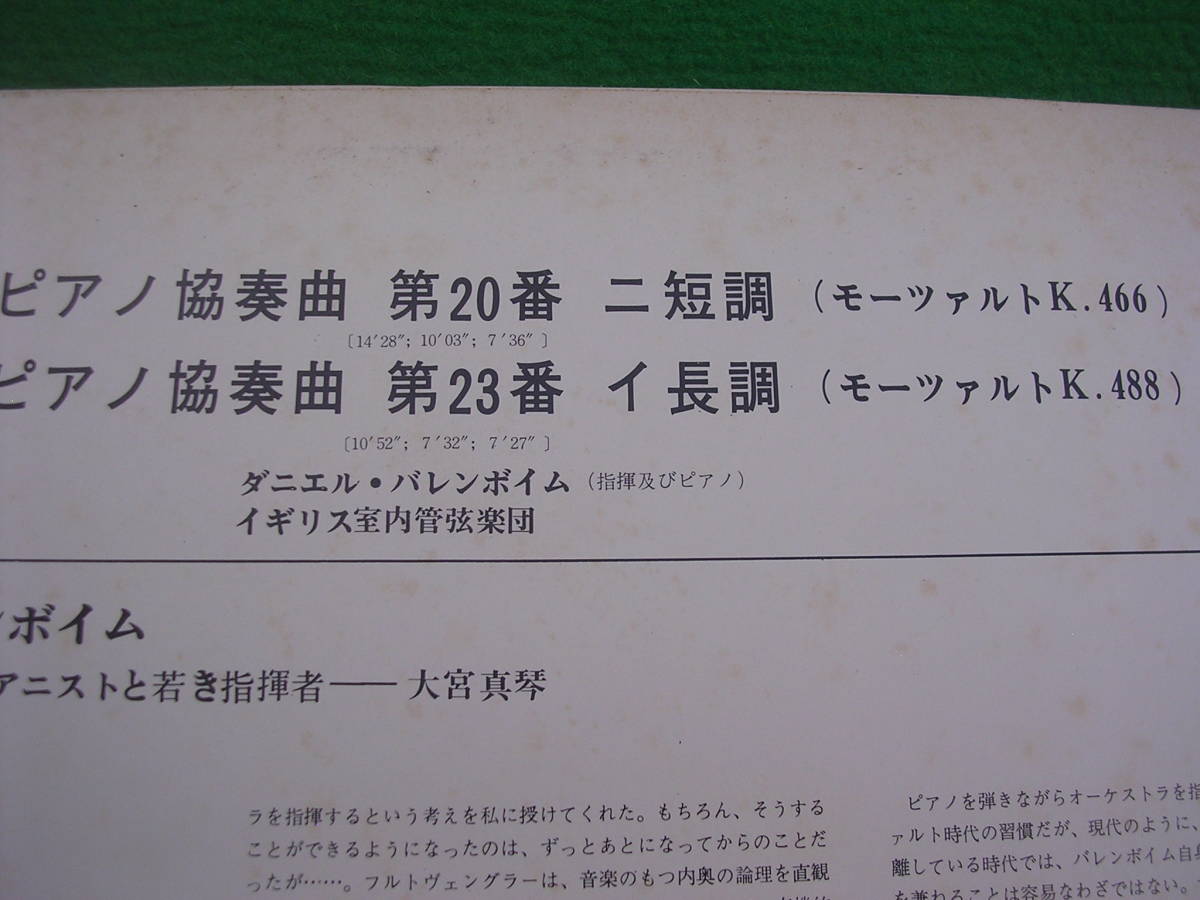 ピアノ協奏曲 第20番 ニ短調 (モーツァルトK.466)
〔14′28″; 10′03″; 7′36″〕
ピアノ協奏曲 第23番 イ長調 (モーツァルトK.488)
〔10′52″; 7′32″; 7′27″〕
ダニエル・バレンボイム (指揮及びピアノ)
イギリス室内管弦楽団
ンボイム
アニストと若き指揮者── 大宮真琴
ラを指揮するという考えを私に授けてくれた。もちろん、そうする
ことができるようになったのは、ずっとあとになってからのことだ
ったが……。フルトヴェングラーは、音楽のもつ内奥の論理を直観
ピアノを弾きながらオーケストラを指
ァルト時代の習慣だが、現代のように、
離している時代では、バレンボイム自身
を兼ねることは容易なわざではない。